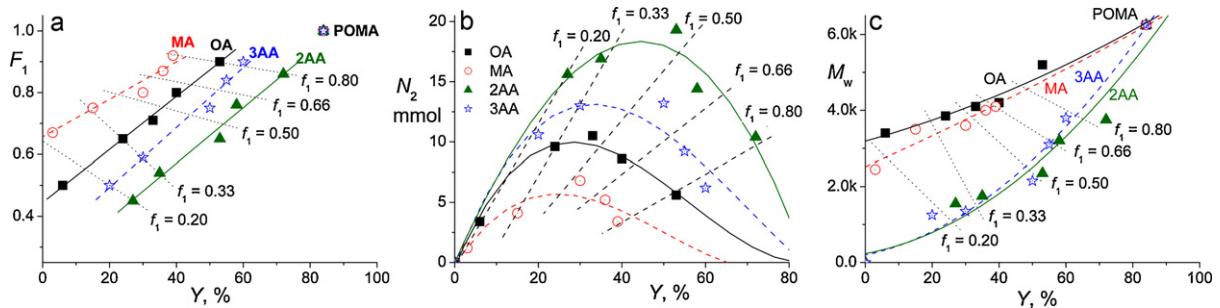 a
F1
1.0
0.8
0.6
0.4
MA
OA
3AA
2AA
POMA
f1 = 0.80
f1 = 0.66
f1 = 0.50
f1 = 0.33
f1 = 0.20
0 20 40 60 80 100
Y, %
b
N2
mmol
20
15
10
5
0
OA
MA
2AA
3AA
f1 = 0.20
f1 = 0.33
f1 = 0.50
f1 = 0.66
f1 = 0.80
0 20 40 60 80
Y, %
c
Mw
6.0k
4.0k
2.0k
0.0
POMA
OA
MA
3AA
2AA
f1 = 0.80
f1 = 0.66
f1 = 0.50
f1 = 0.33
f1 = 0.20
0 20 40 60 80 100
Y, %